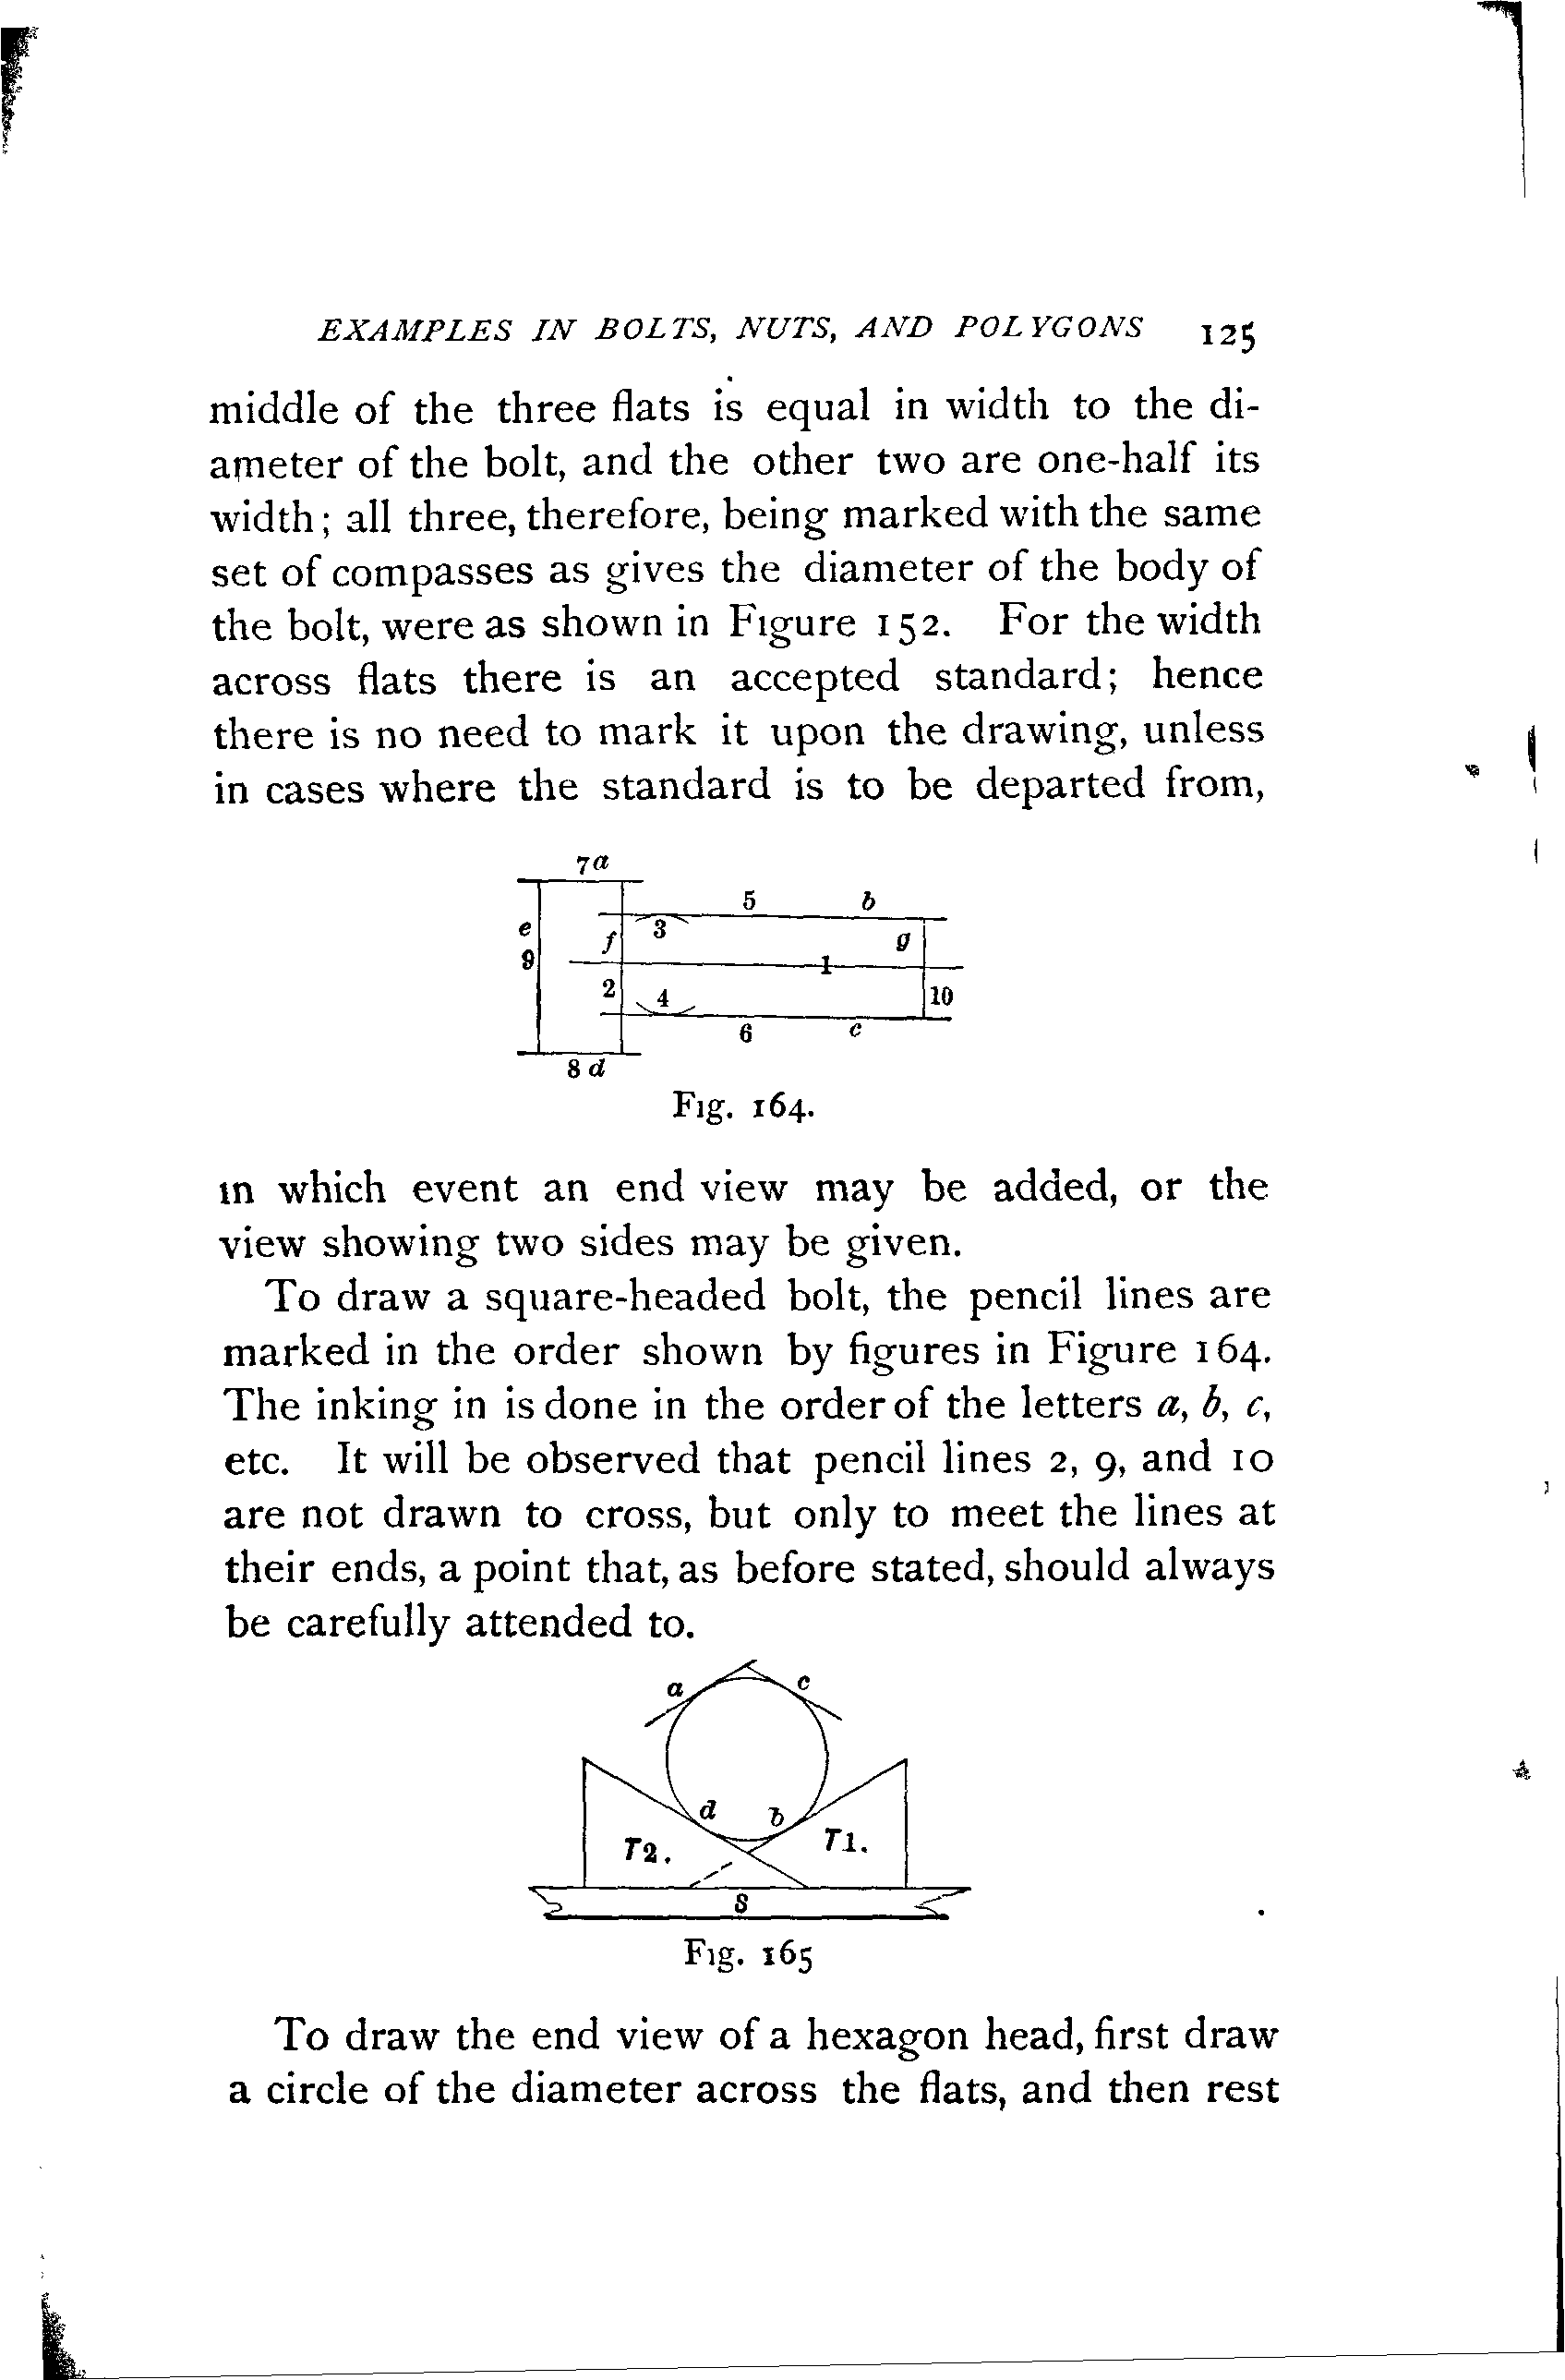 EXAMPLES IN BOLTS, NUTS, AND POLYGONS 125
middle of the three flats is equal in width to the di-
ameter of the bolt, and the other two are one-half its
width; all three, therefore, being marked with the same
set of compasses as gives the diameter of the body of
the bolt, were as shown in Figure 152. For the width
across flats there is an accepted standard; hence
there is no need to mark it upon the drawing, unless
in cases where the standard is to be departed from,
7 a
5 b
e f 3 g
9 1
2 4 10
6 c
8 d
Fig. 164.
in which event an end view may be added, or the
view showing two sides may be given.
To draw a square-headed bolt, the pencil lines are
marked in the order shown by figures in Figure 164.
The inking in is done in the order of the letters a, b, c,
etc. It will be observed that pencil lines 2, 9, and 10
are not drawn to cross, but only to meet the lines at
their ends, a point that, as before stated, should always
be carefully attended to.
a c
d b
T2. T1.
S
Fig. 165
To draw the end view of a hexagon head, first draw
a circle of the diameter across the flats, and then rest